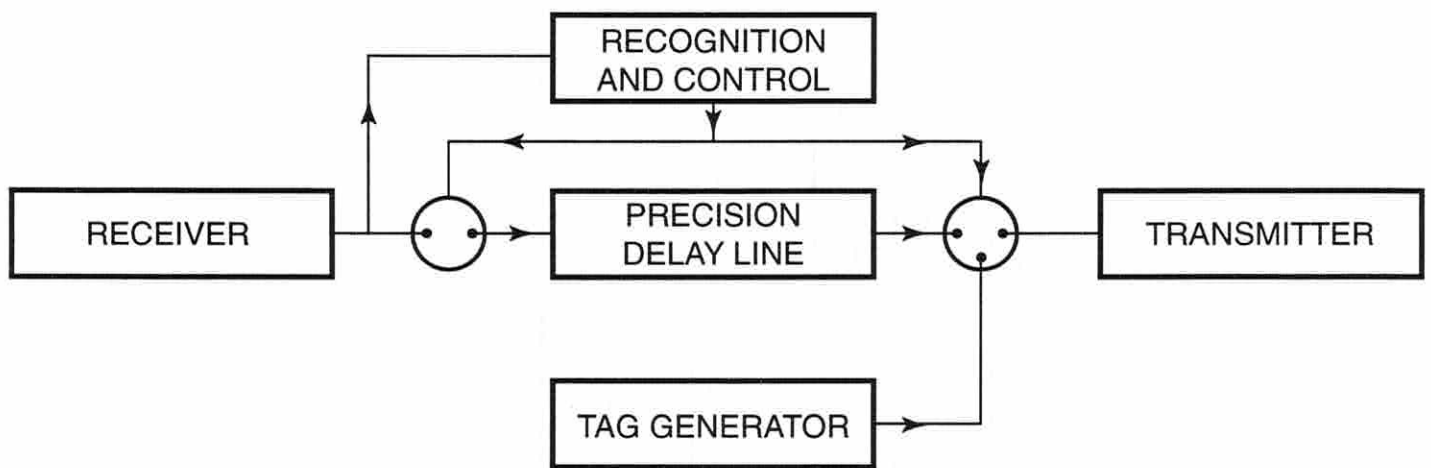 RECOGNITION
AND CONTROL
RECEIVER
PRECISION
DELAY LINE
TRANSMITTER
TAG GENERATOR